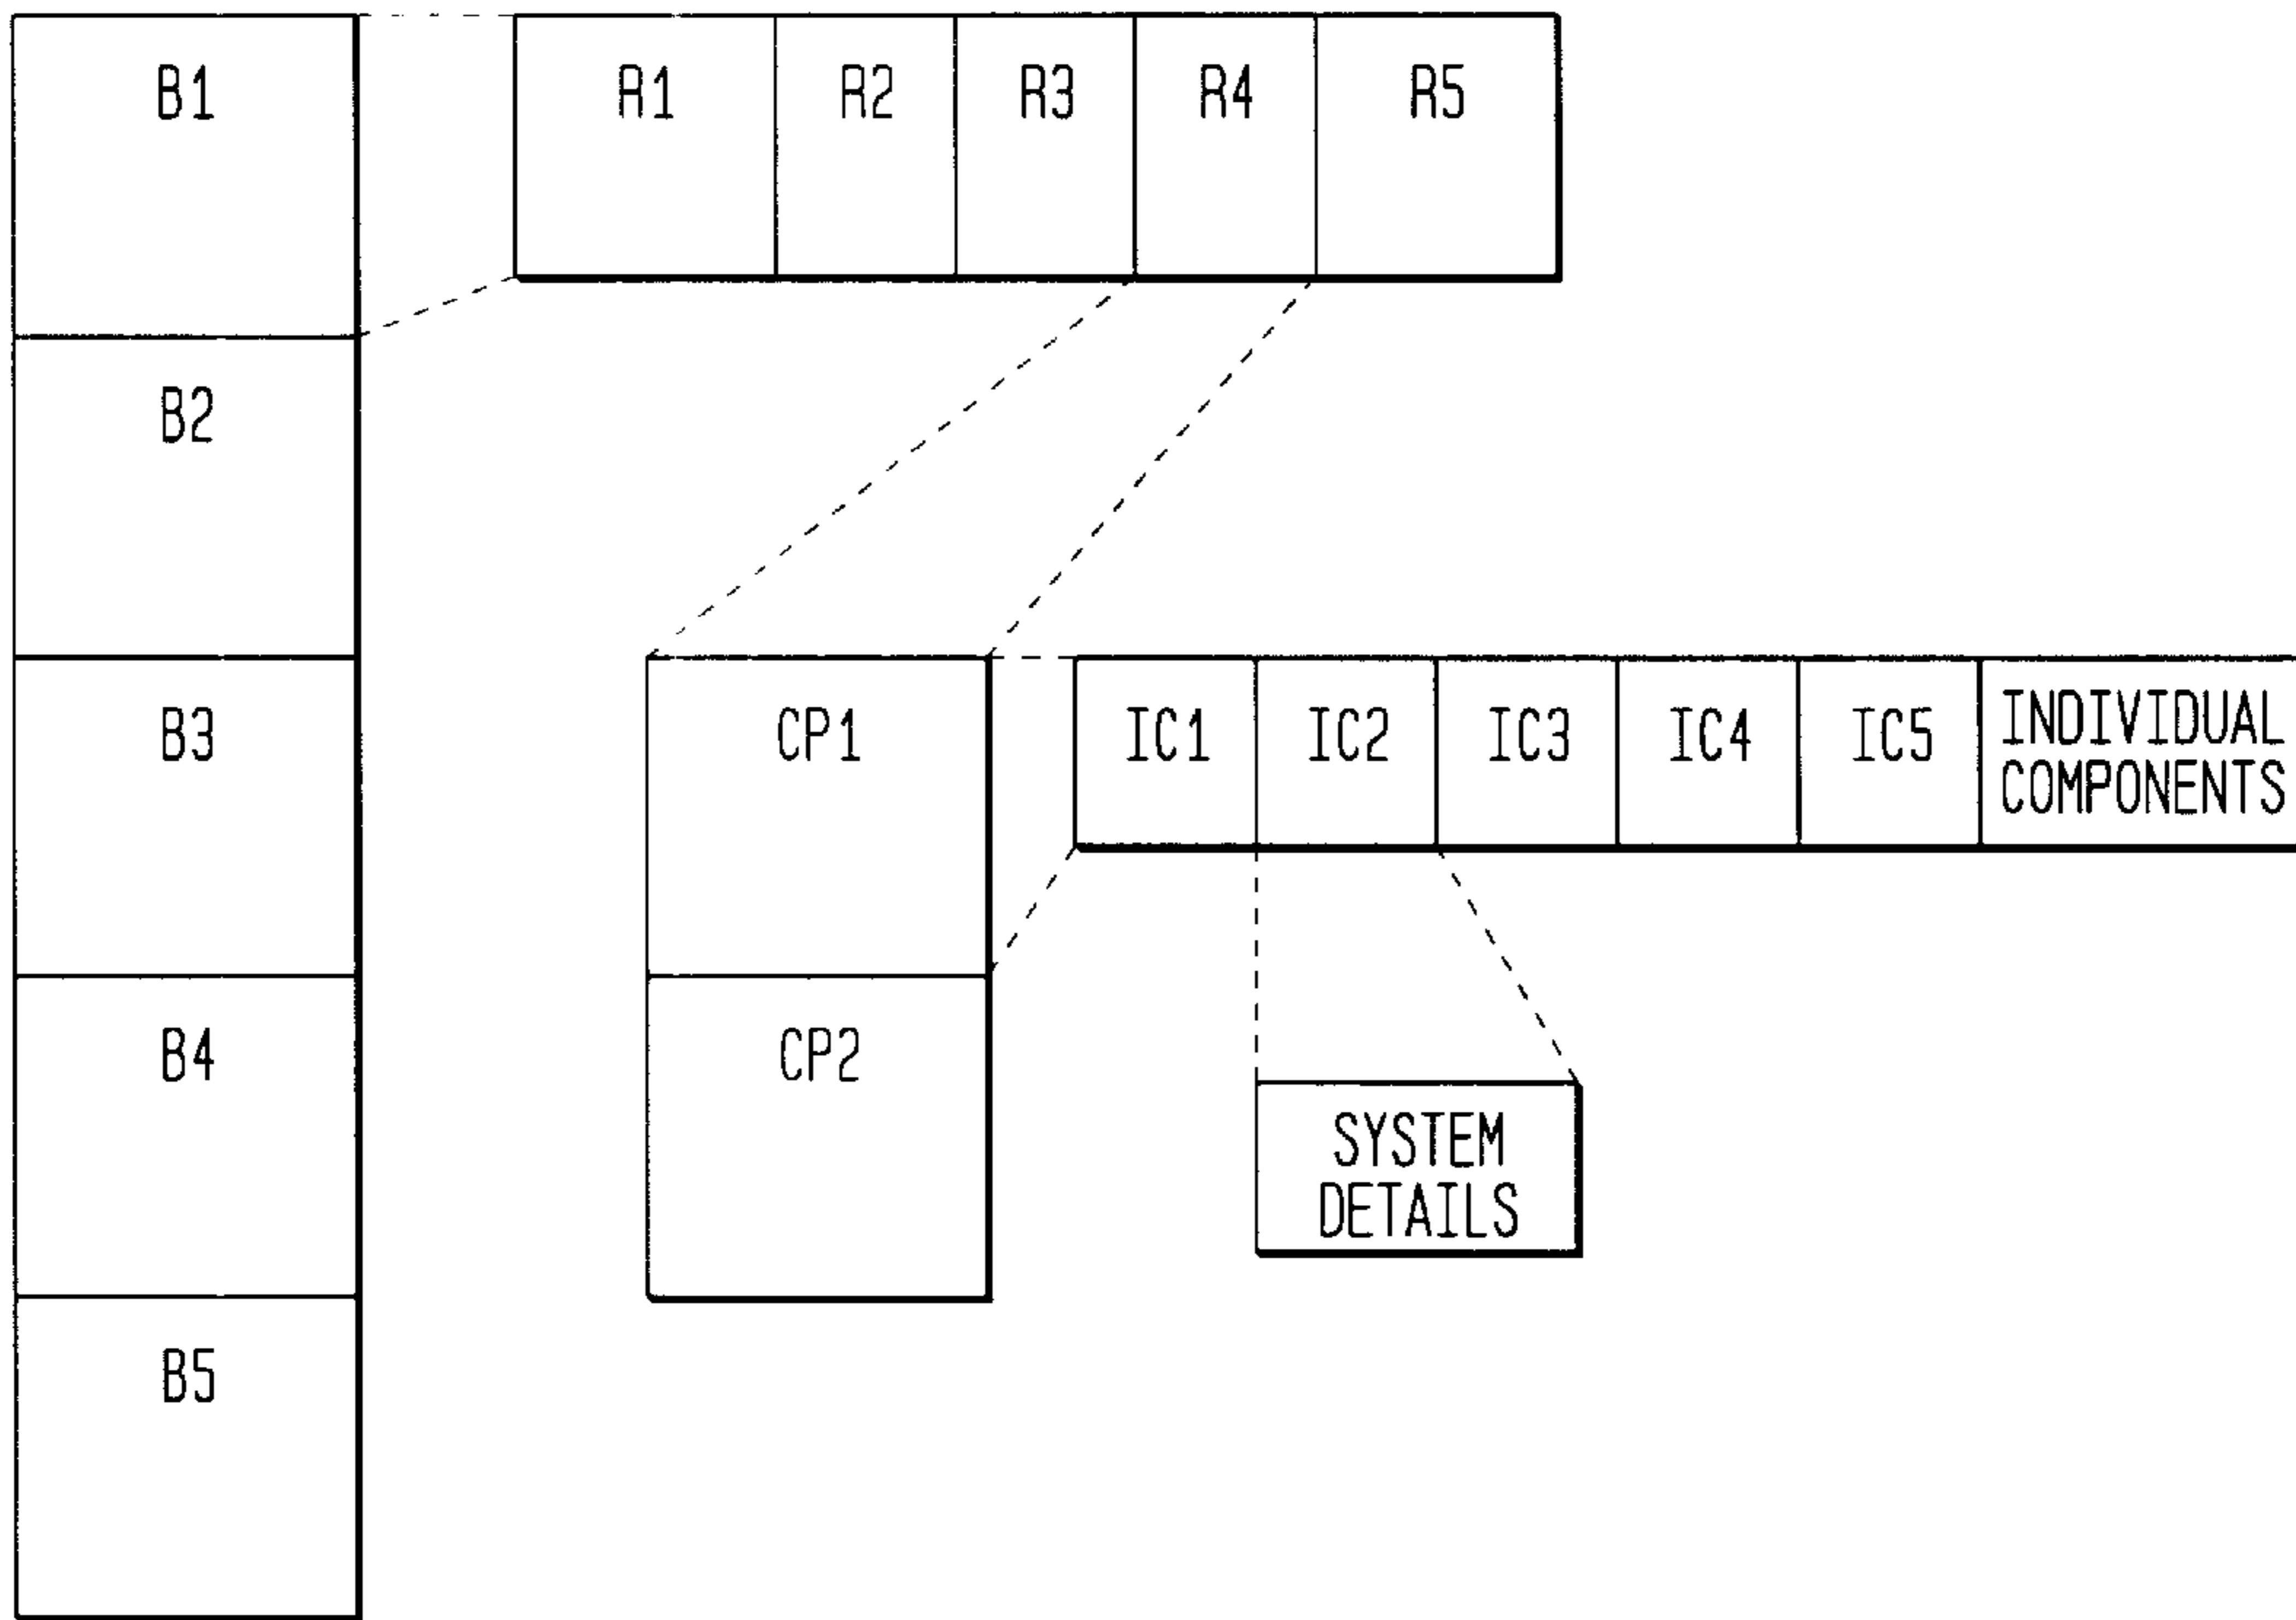 B1
R1
R2
R3
R4
R5
B2
B3
CP1
IC1
IC2
IC3
IC4
IC5
INDIVIDUAL
COMPONENTS
B4
CP2
SYSTEM
DETAILS
B5